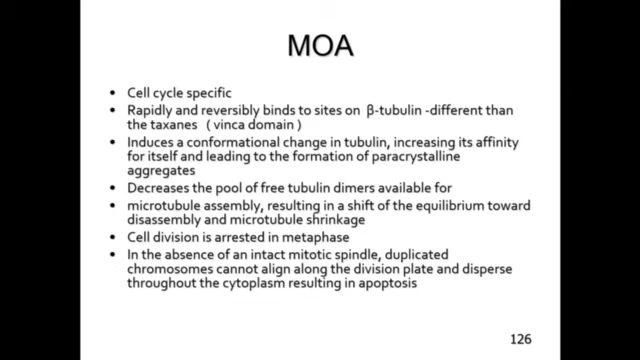 MOA
• Cell cycle specific
• Rapidly and reversibly binds to sites on β-tubulin -different than
the taxanes ( vinca domain )
• Induces a conformational change in tubulin, increasing its affinity
for itself and leading to the formation of paracrystalline
aggregates
• Decreases the pool of free tubulin dimers available for
• microtubule assembly, resulting in a shift of the equilibrium toward
disassembly and microtubule shrinkage
• Cell division is arrested in metaphase
• In the absence of an intact mitotic spindle, duplicated
chromosomes cannot align along the division plate and disperse
throughout the cytoplasm resulting in apoptosis
126